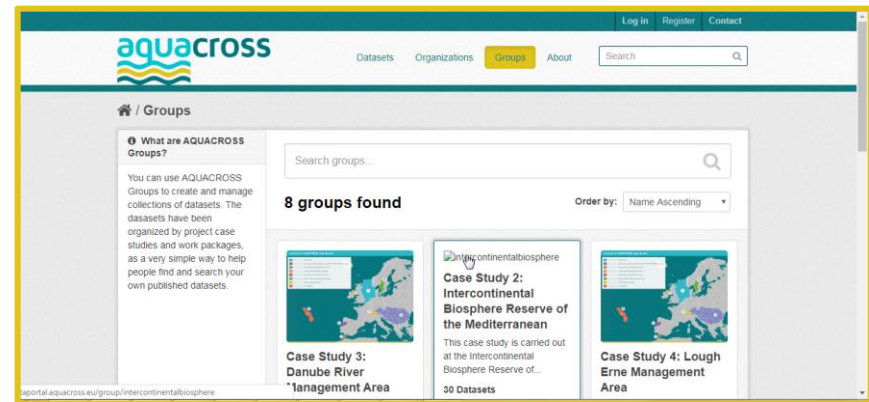 Log in Register Contact
aquacross
Datasets Organizations Groups About Search
/ Groups
What are AQUACROSS
Groups?
You can use AQUACROSS
Groups to create and manage
collections of datasets. The
dasasets have been
organized by project case
studies and work packages,
as a very simple way to help
people find and search your
own published datasets.
Search groups...
8 groups found
Order by: Name Ascending
Case Study 3:
Danube River
Management Area
intercontinentalbiosphere
Case Study 2:
Intercontinental
Biosphere Reserve of
the Mediterranean
This case study is carried out
at the Intercontinental
Biosphere Reserve of...
30 Datasets
Case Study 4: Lough
Erne Management
Area
taportal.aquacross.eu/group/intercontinentalbiosphere